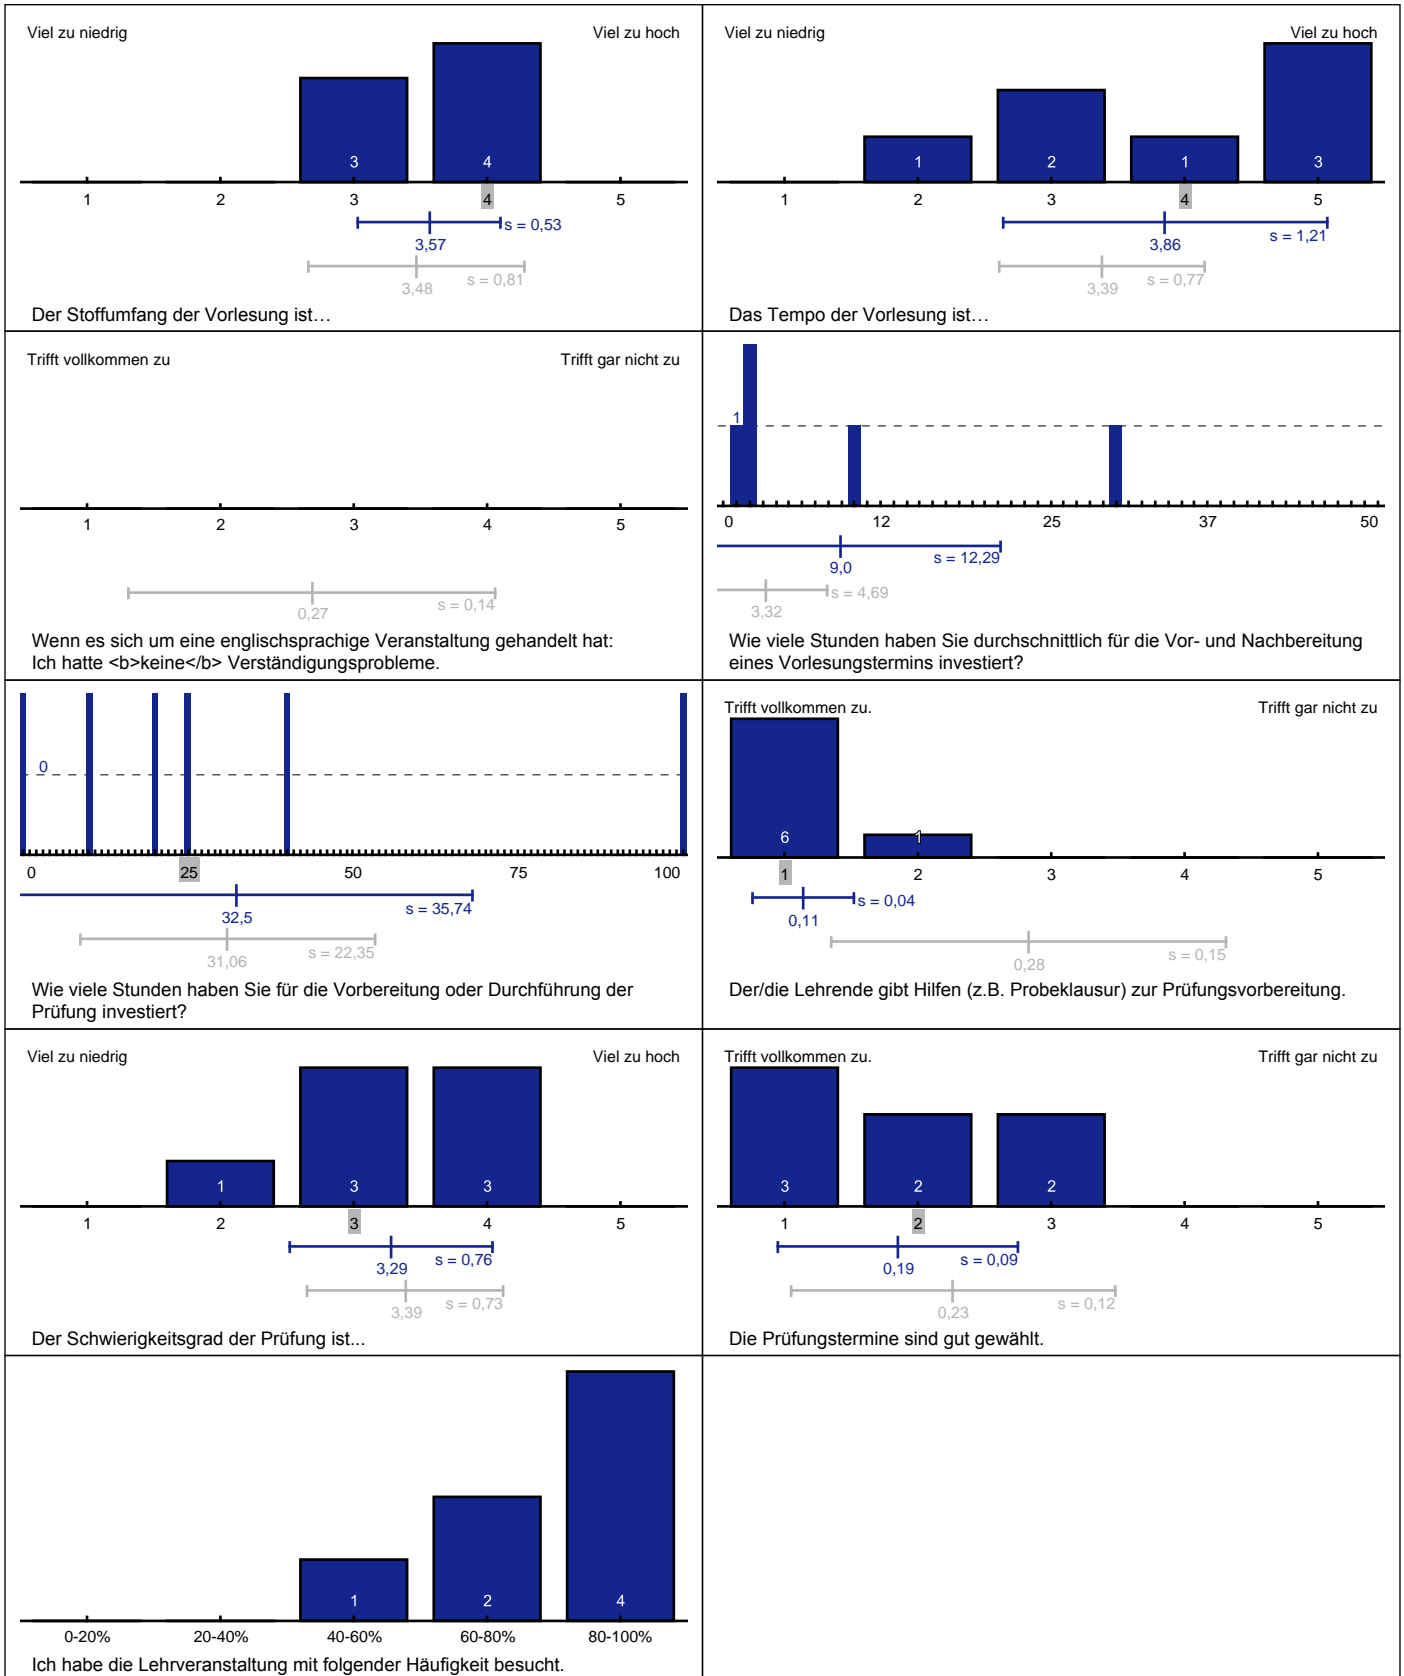 Viel zu niedrig Viel zu hoch
3 4
1 2 3 4 5
s = 0,53
3,57
s = 0,81
3,48
Der Stoffumfang der Vorlesung ist…
Viel zu niedrig Viel zu hoch
1 2 1 3
1 2 3 4 5
s = 1,21
3,86
s = 0,77
3,39
Das Tempo der Vorlesung ist…
Trifft vollkommen zu Trifft gar nicht zu
1 2 3 4 5
s = 0,14
0,27
Wenn es sich um eine englischsprachige Veranstaltung gehandelt hat:
Ich hatte <b>keine</b> Verständigungsprobleme.
1
0 12 25 37 50
s = 12,29
9,0
s = 4,69
3,32
Wie viele Stunden haben Sie durchschnittlich für die Vor- und Nachbereitung
eines Vorlesungstermins investiert?
0
0 25 50 75 100
s = 35,74
32,5
s = 22,35
31,06
Wie viele Stunden haben Sie für die Vorbereitung oder Durchführung der
Prüfung investiert?
Trifft vollkommen zu. Trifft gar nicht zu
6 1
1 2 3 4 5
s = 0,04
0,11
s = 0,15
0,28
Der/die Lehrende gibt Hilfen (z.B. Probeklausur) zur Prüfungsvorbereitung.
Viel zu niedrig Viel zu hoch
1 3 3
1 2 3 4 5
s = 0,76
3,29
s = 0,73
3,39
Der Schwierigkeitsgrad der Prüfung ist...
Trifft vollkommen zu. Trifft gar nicht zu
3 2 2
1 2 3 4 5
s = 0,09
0,19
s = 0,12
0,23
Die Prüfungstermine sind gut gewählt.
1 2 4
0-20% 20-40% 40-60% 60-80% 80-100%
Ich habe die Lehrveranstaltung mit folgender Häufigkeit besucht.